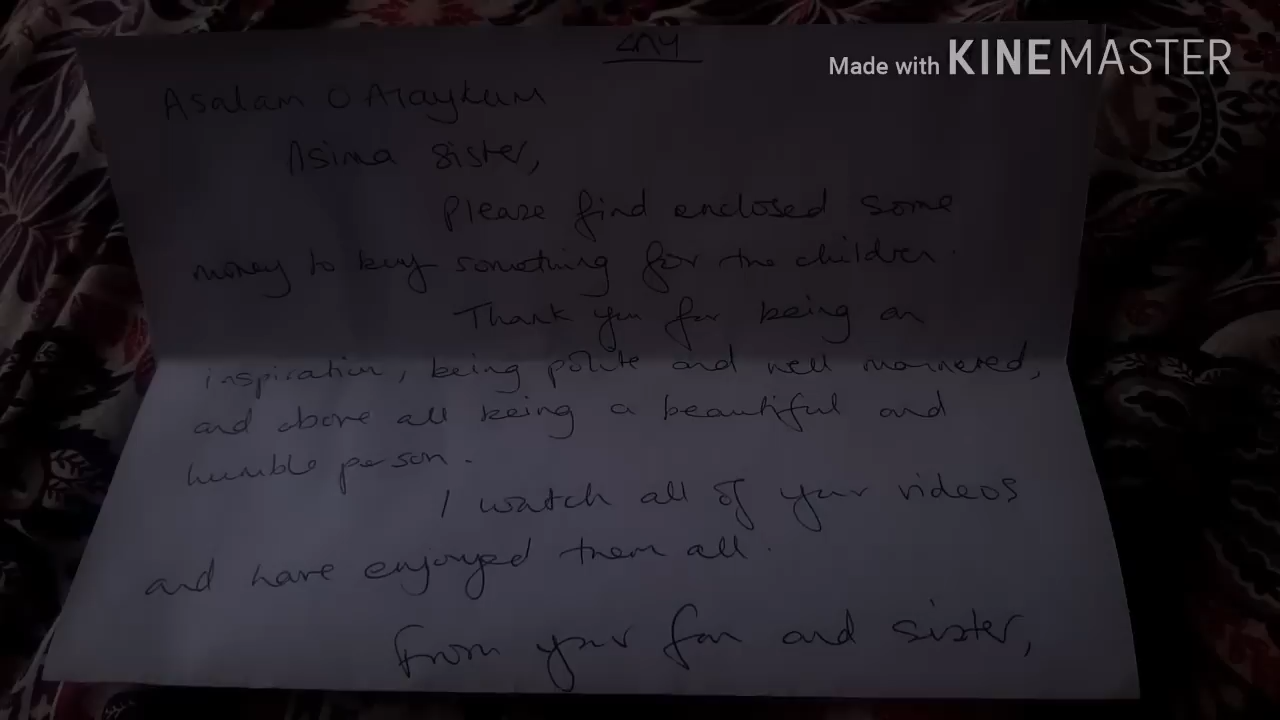 Made with KINEMASTER
Asalam O Alaykum
Asima sister,
Please find enclosed some
money to buy something for the children.
Thank you for being an
inspiration, being polite and well mannered,
and above all being a beautiful and
humble person.
I watch all of your videos
and have enjoyed them all.
From your fan and sister,